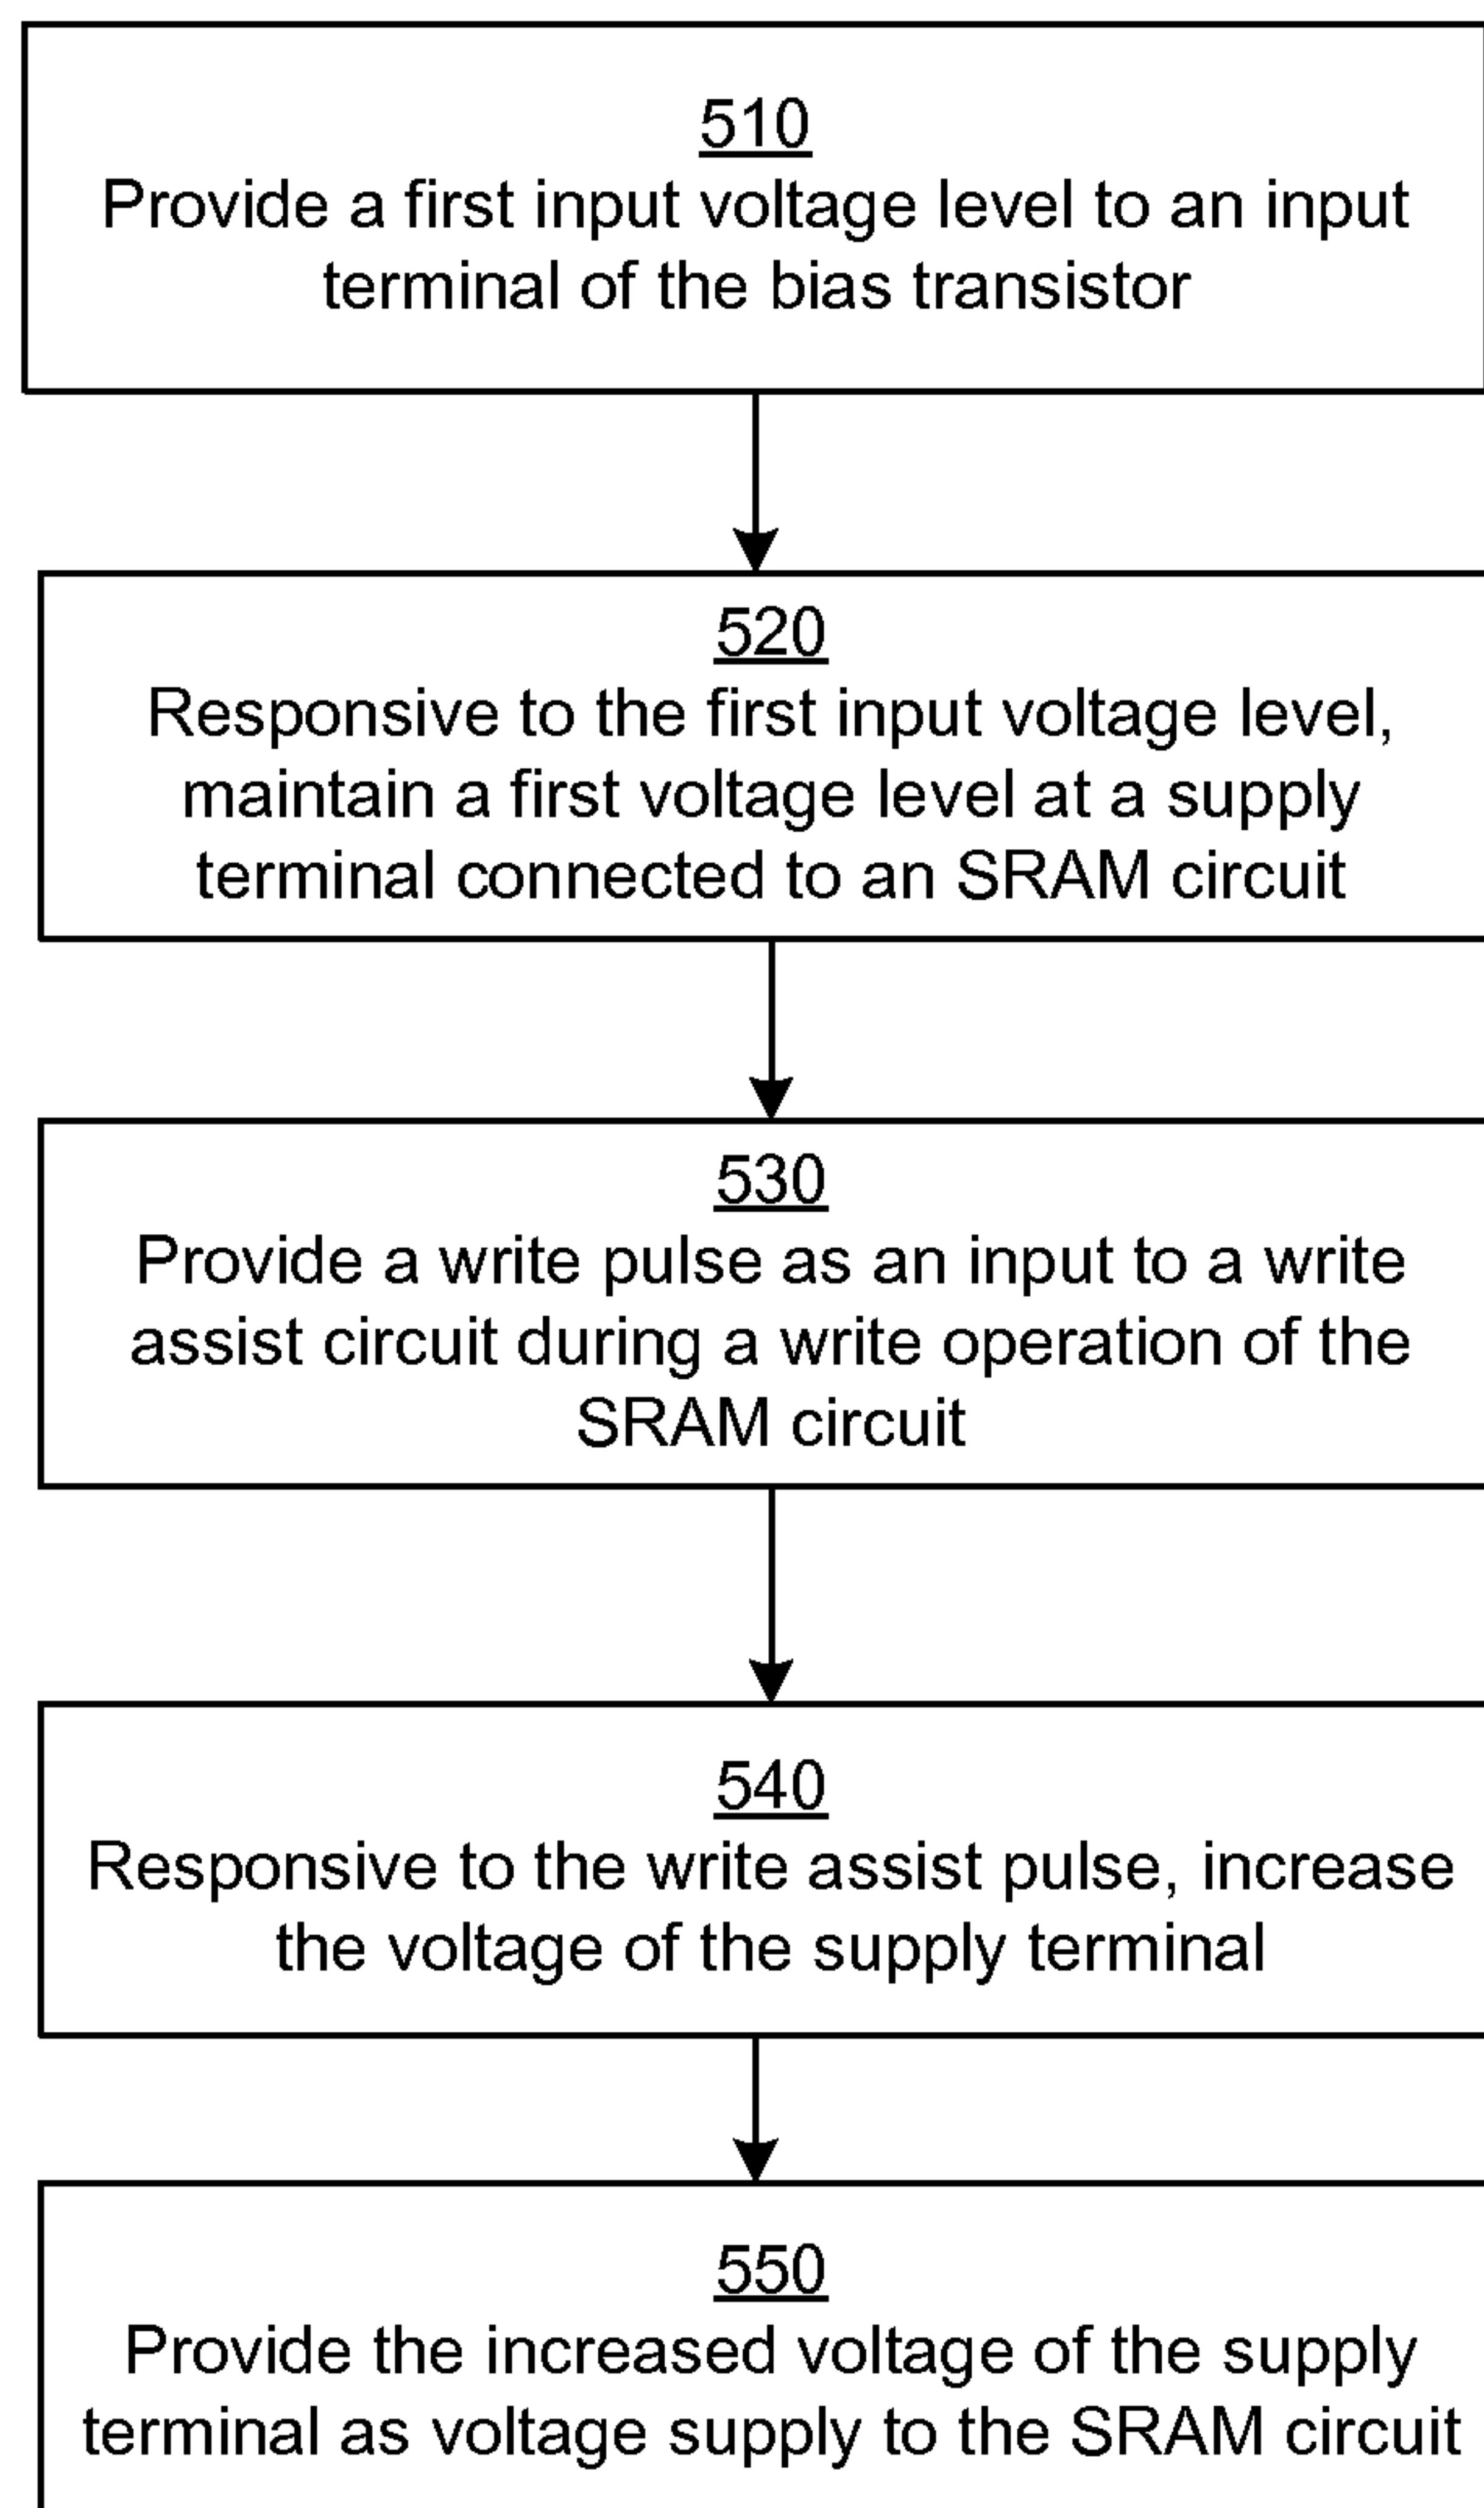 510
Provide a first input voltage level to an input
terminal of the bias transistor
520
Responsive to the first input voltage level,
maintain a first voltage level at a supply
terminal connected to an SRAM circuit
530
Provide a write pulse as an input to a write
assist circuit during a write operation of the
SRAM circuit
540
Responsive to the write assist pulse, increase
the voltage of the supply terminal
550
Provide the increased voltage of the supply
terminal as voltage supply to the SRAM circuit